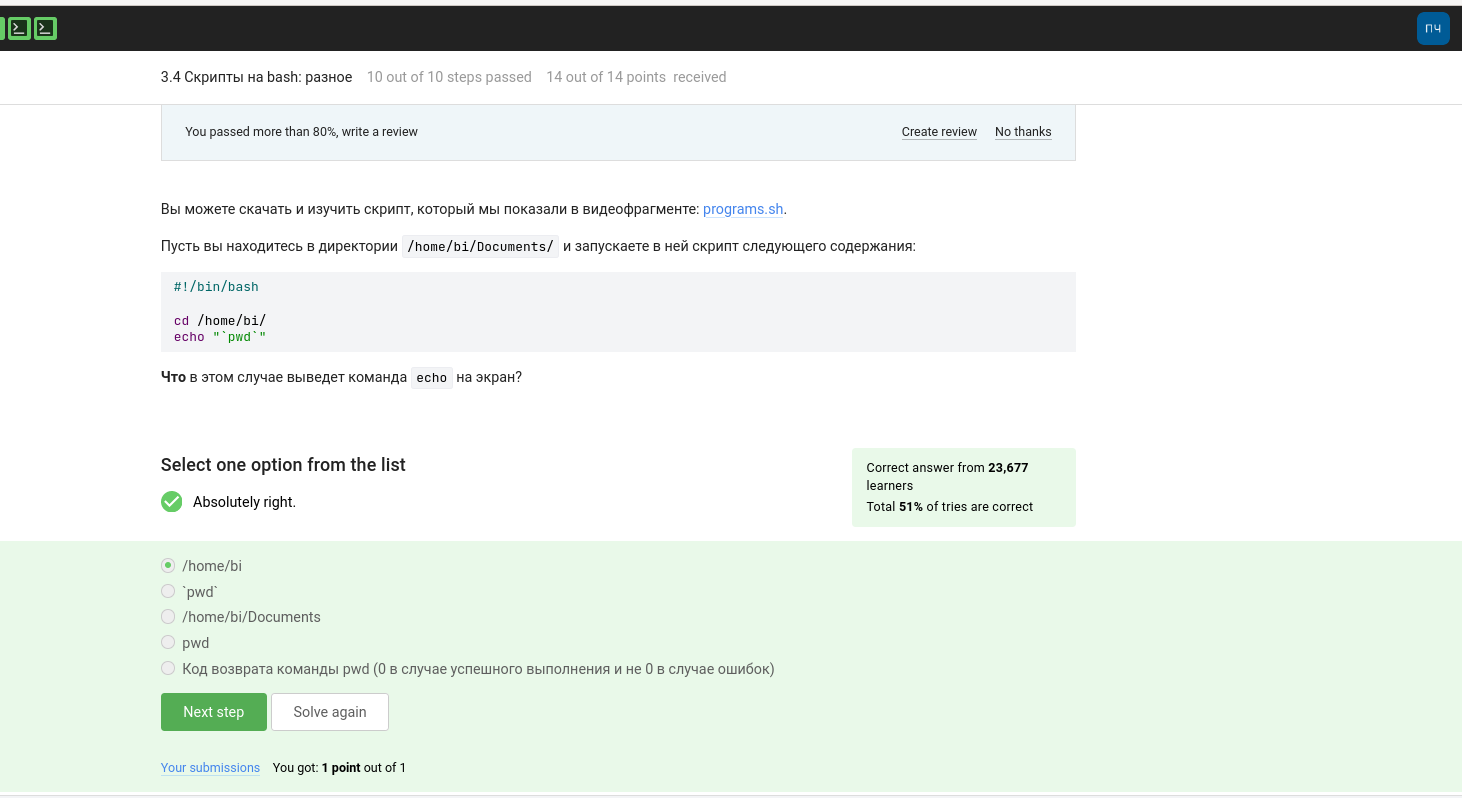 ПЧ
3.4 Скрипты на bash: разное 10 out of 10 steps passed 14 out of 14 points received
You passed more than 80%, write a review Create review No thanks
Вы можете скачать и изучить скрипт, который мы показали в видеофрагменте: programs.sh.
Пусть вы находитесь в директории /home/bi/Documents/ и запускаете в ней скрипт следующего содержания:
#!/bin/bash
cd /home/bi/
echo "`pwd`"
Что в этом случае выведет команда echo на экран?
Select one option from the list
Absolutely right.
Correct answer from 23,677
learners
Total 51% of tries are correct
/home/bi
`pwd`
/home/bi/Documents
pwd
Код возврата команды pwd (0 в случае успешного выполнения и не 0 в случае ошибок)
Next step Solve again
Your submissions You got: 1 point out of 1